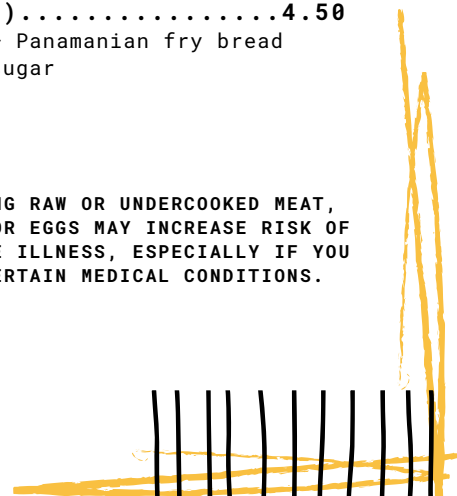 )................4.50
Panamanian fry bread
ugar
NG RAW OR UNDERCOOKED MEAT,
OR EGGS MAY INCREASE RISK OF
E ILLNESS, ESPECIALLY IF YOU
ERTAIN MEDICAL CONDITIONS.